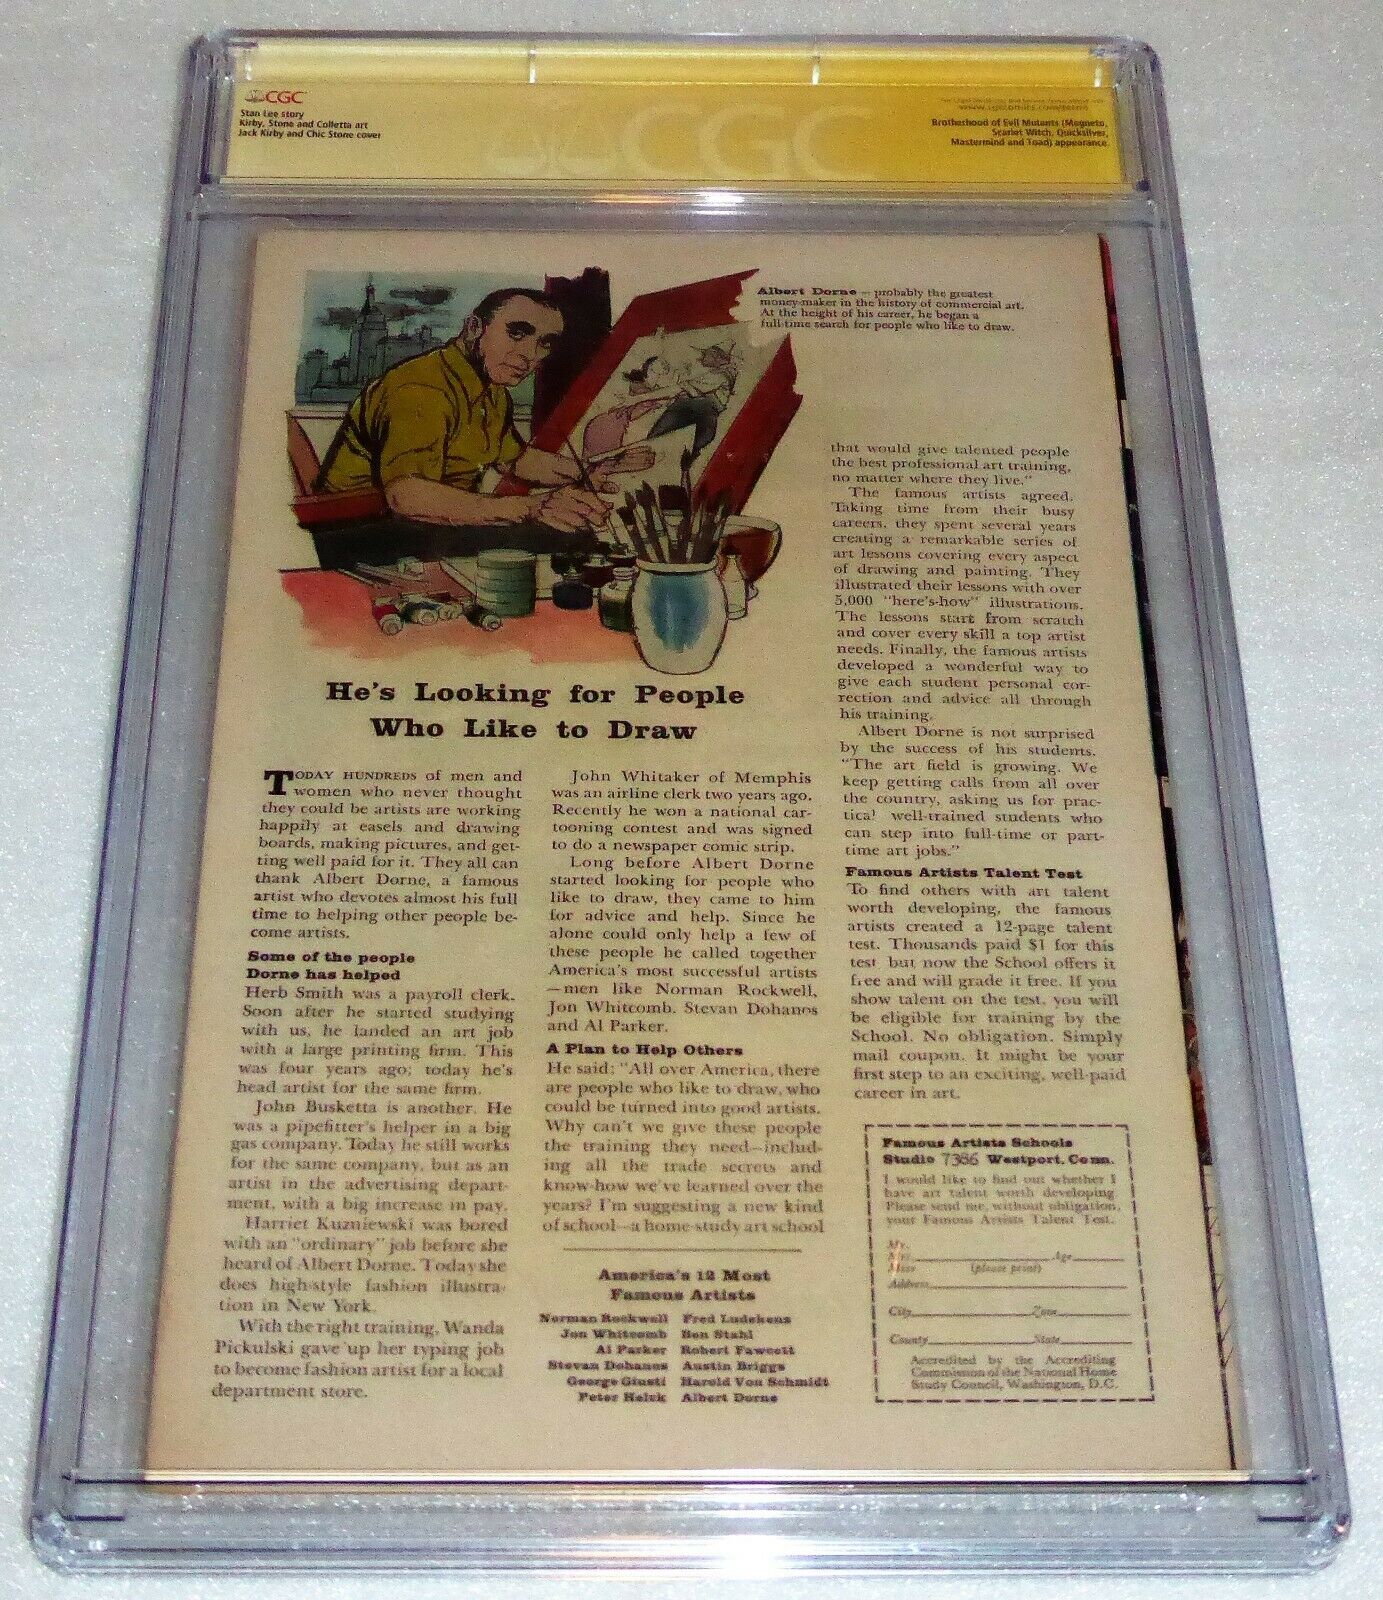 CGC
Stan Lee story
Kirby, Stone and Colletta art
Jack Kirby and Chic Stone cover
www.cgccomics.com/terms
Brotherhood of Evil Mutants (Magneto,
Scarlet Witch, Quicksilver,
Mastermind and Toad) appearance.
CGC
Albert Dorne — probably the greatest
money-maker in the history of commercial art.
At the height of his career, he began a
full-time search for people who like to draw.
He's Looking for People
Who Like to Draw
TODAY HUNDREDS of men and
women who never thought
they could be artists are working
happily at easels and drawing
boards, making pictures, and get-
ting well paid for it. They all can
thank Albert Dorne, a famous
artist who devotes almost his full
time to helping other people be-
come artists.
Some of the people
Dorne has helped
Herb Smith was a payroll clerk.
Soon after he started studying
with us, he landed an art job
with a large printing firm. This
was four years ago; today he's
head artist for the same firm.
John Busketta is another. He
was a pipefitter's helper in a big
gas company. Today he still works
for the same company, but as an
artist in the advertising depart-
ment, with a big increase in pay.
Harriet Kuzniewski was bored
with an "ordinary" job before she
heard of Albert Dorne. Today she
does high-style fashion illustra-
tion in New York.
With the right training, Wanda
Pickulski gave up her typing job
to become fashion artist for a local
department store.
John Whitaker of Memphis
was an airline clerk two years ago.
Recently he won a national car-
tooning contest and was signed
to do a newspaper comic strip.
Long before Albert Dorne
started looking for people who
like to draw, they came to him
for advice and help. Since he
alone could only help a few of
these people he called together
America's most successful artists
—men like Norman Rockwell,
Jon Whitcomb, Stevan Dohanos
and Al Parker.
A Plan to Help Others
He said: "All over America, there
are people who like to draw, who
could be turned into good artists.
Why can't we give these people
the training they need—includ-
ing all the trade secrets and
know-how we've learned over the
years? I'm suggesting a new kind
of school—a home-study art school
America's 12 Most
Famous Artists
Norman Rockwell Fred Ludekens
Jon Whitcomb Ben Stahl
Al Parker Robert Fawcett
Stevan Dohanos Austin Briggs
George Giusti Harold Von Schmidt
Peter Helck Albert Dorne
that would give talented people
the best professional art training,
no matter where they live."
The famous artists agreed.
Taking time from their busy
careers, they spent several years
creating a remarkable series of
art lessons covering every aspect
of drawing and painting. They
illustrated their lessons with over
5,000 "here's-how" illustrations.
The lessons start from scratch
and cover every skill a top artist
needs. Finally, the famous artists
developed a wonderful way to
give each student personal cor-
rection and advice all through
his training.
Albert Dorne is not surprised
by the success of his students.
"The art field is growing. We
keep getting calls from all over
the country, asking us for prac-
tical well-trained students who
can step into full-time or part-
time art jobs."
Famous Artists Talent Test
To find others with art talent
worth developing, the famous
artists created a 12-page talent
test. Thousands paid $1 for this
test but now the School offers it
free and will grade it free. If you
show talent on the test, you will
be eligible for training by the
School. No obligation. Simply
mail coupon. It might be your
first step to an exciting, well-paid
career in art.
Famous Artists Schools
Studio 7386 Westport, Conn.
I would like to find out whether I
have art talent worth developing.
Please send me, without obligation,
your Famous Artists Talent Test.
Mr.
Mrs. Age
Miss (please print)
Address
City Zone
County State
Accredited by the Accrediting
Commission of the National Home
Study Council, Washington, D.C.